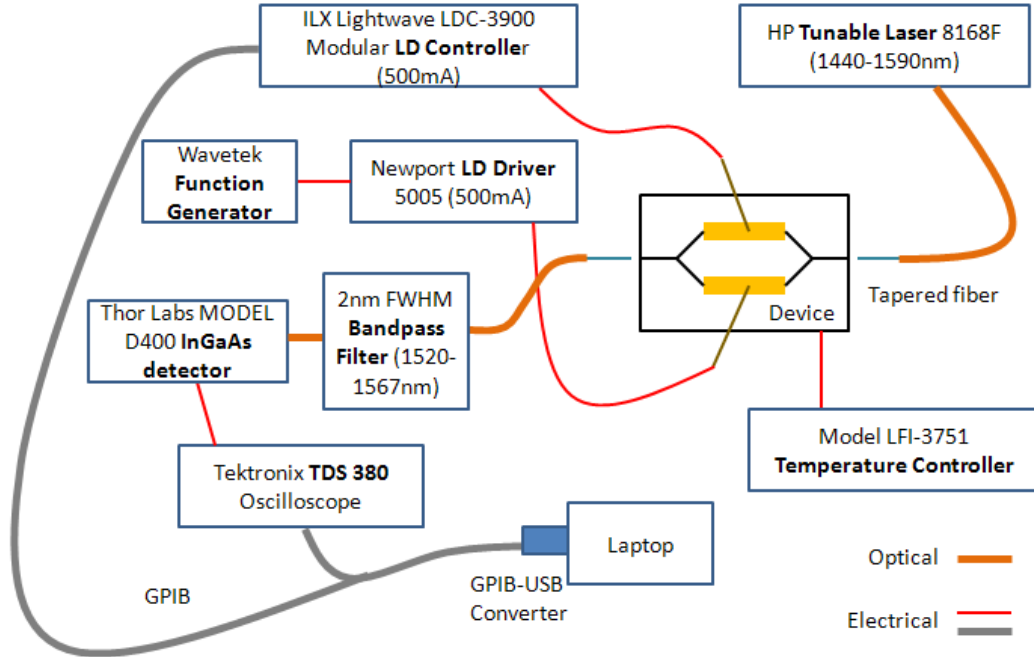 ILX Lightwave LDC-3900
Modular LD Controller
(500mA)
HP Tunable Laser 8168F
(1440-1590nm)
Wavetek
Function
Generator
Newport LD Driver
5005 (500mA)
Thor Labs MODEL
D400 InGaAs
detector
2nm FWHM
Bandpass
Filter (1520-
1567nm)
Device
Tapered fiber
Model LFI-3751
Temperature Controller
Tektronix TDS 380
Oscilloscope
Laptop
GPIB
GPIB-USB
Converter
Optical
Electrical